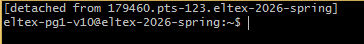 [detached from 179460.pts-123.eltex-2026-spring]
eltex-pg1-v10@eltex-2026-spring:~$